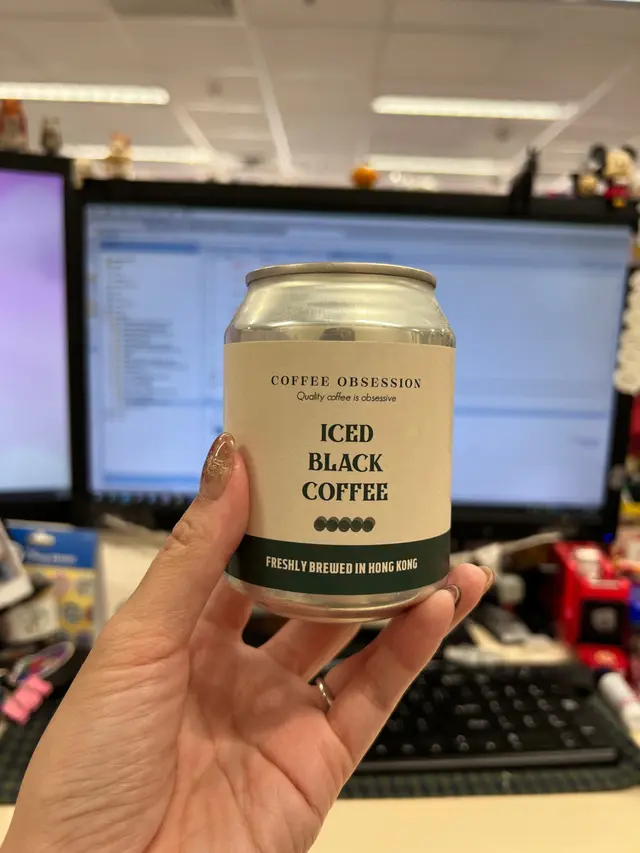 COFFEE OBSESSION
Quality coffee is obsessive
ICED
BLACK
COFFEE
FRESHLY BREWED IN HONG KONG